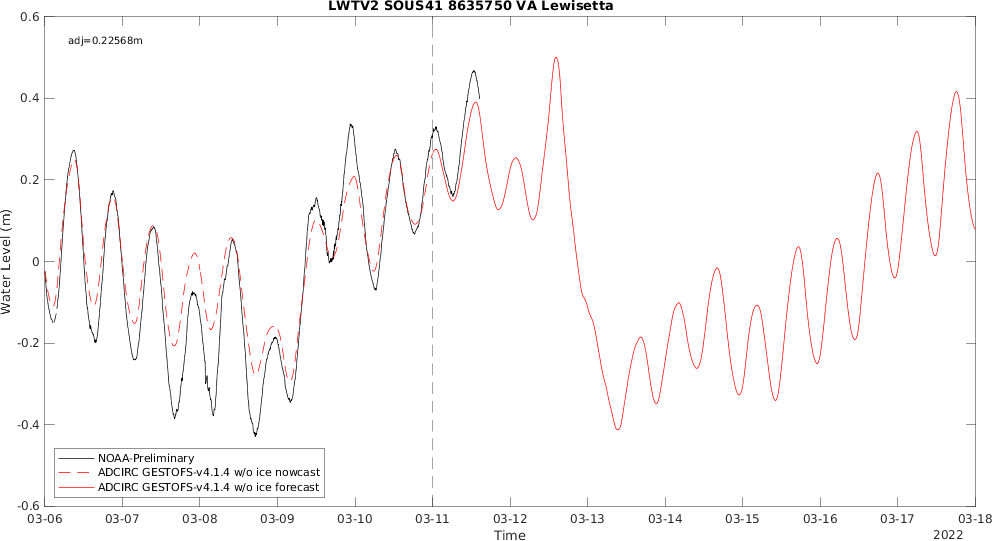 LWTV2 SOUS41 8635750 VA Lewisetta
adj=0.22568m
0.6
0.4
0.2
0
-0.2
-0.4
-0.6
Water Level (m)
NOAA-Preliminary
ADCIRC GESTOFS-v4.1.4 w/o ice nowcast
ADCIRC GESTOFS-v4.1.4 w/o ice forecast
03-06 03-07 03-08 03-09 03-10 03-11 03-12 03-13 03-14 03-15 03-16 03-17 03-18
Time
2022